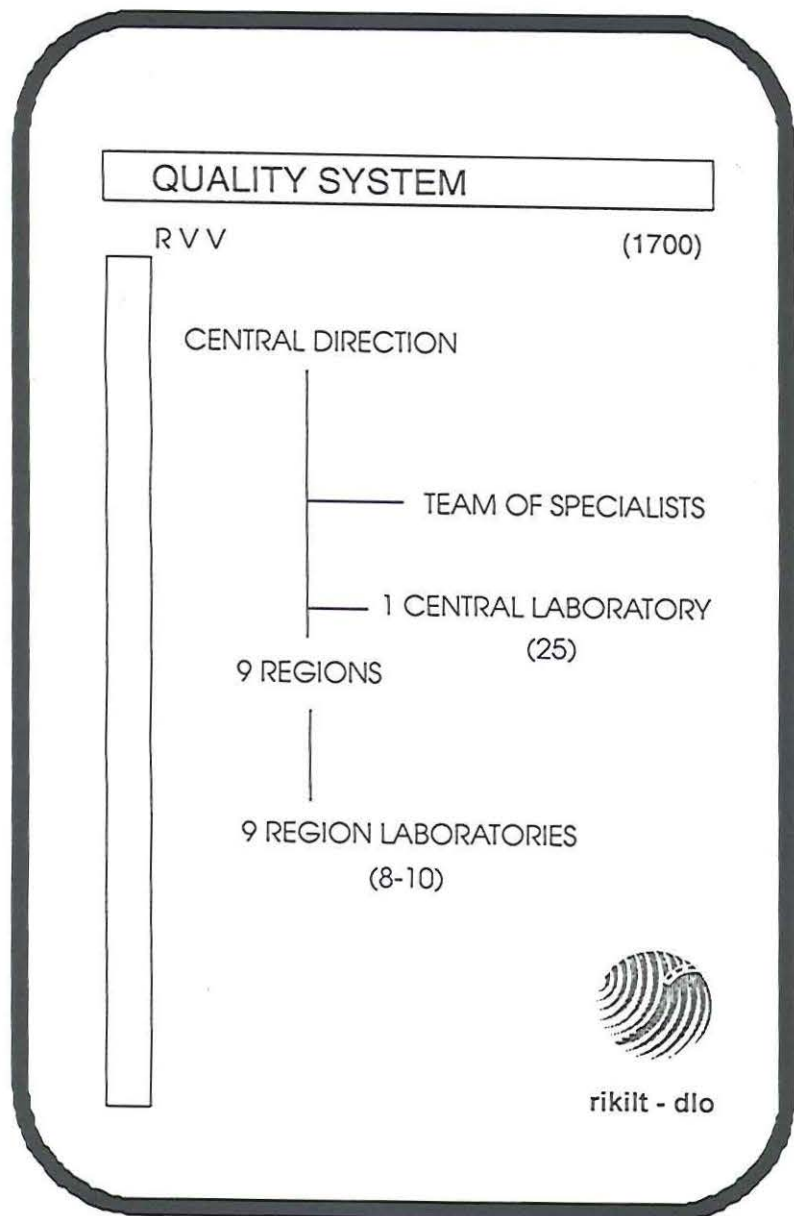 QUALITY SYSTEM
R V V (1700)
CENTRAL DIRECTION
TEAM OF SPECIALISTS
1 CENTRAL LABORATORY
(25)
9 REGIONS
9 REGION LABORATORIES
(8-10)
rikilt - dlo